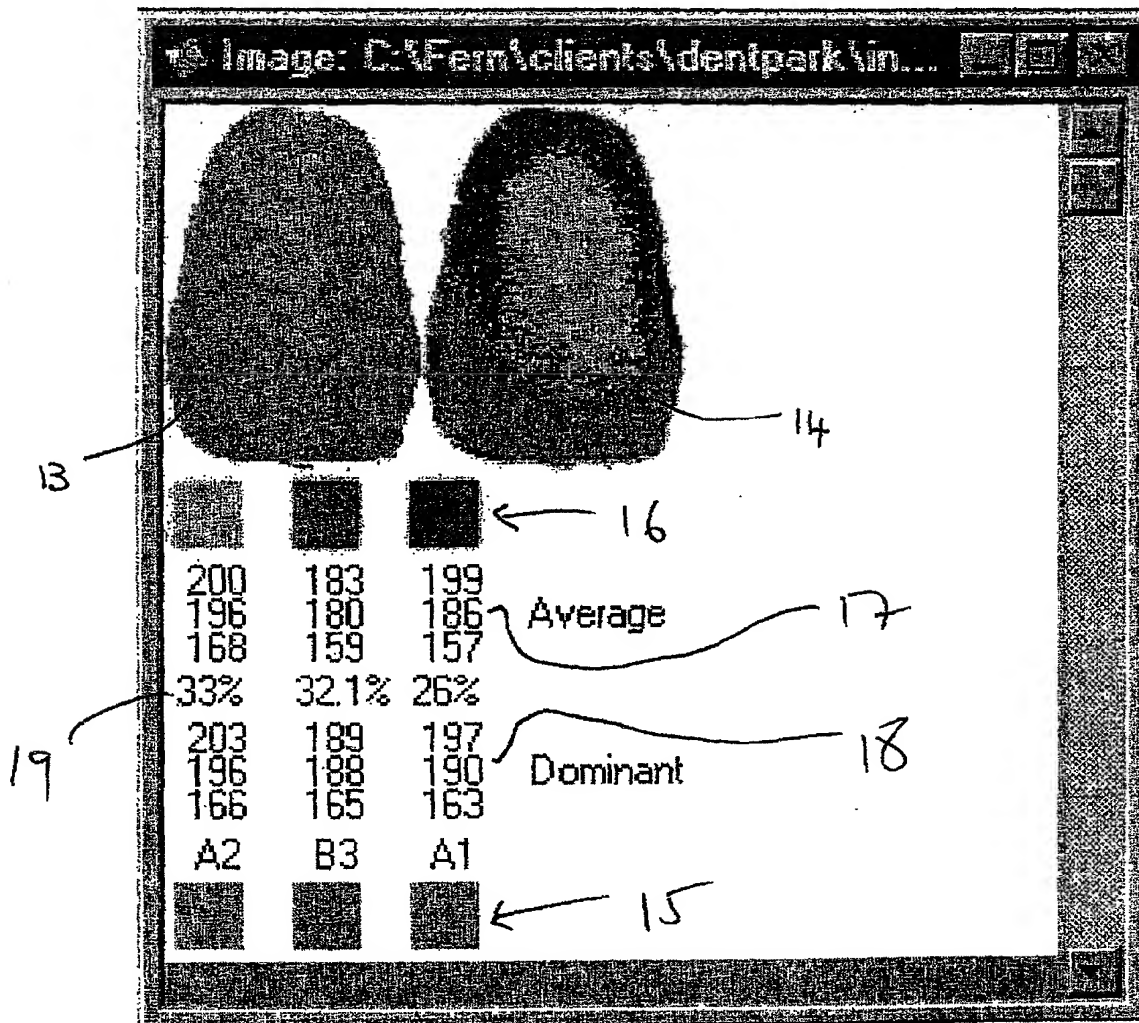 Image: C:\Fern\clients\dentpark\in...
14
13
16
200 183 199
196 180 186 Average
17
168 159 157
33% 32.1% 26%
203 189 197
196 188 190 Dominant
18
19
166 165 163
A2 B3 A1
15